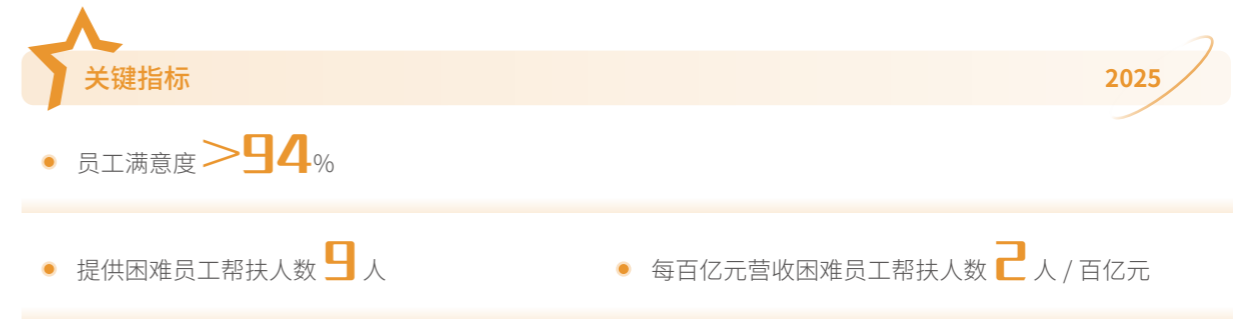 关键指标 2025
员工满意度 >94%
提供困难员工帮扶人数 9 人 每百亿元营收困难员工帮扶人数 2 人 / 百亿元